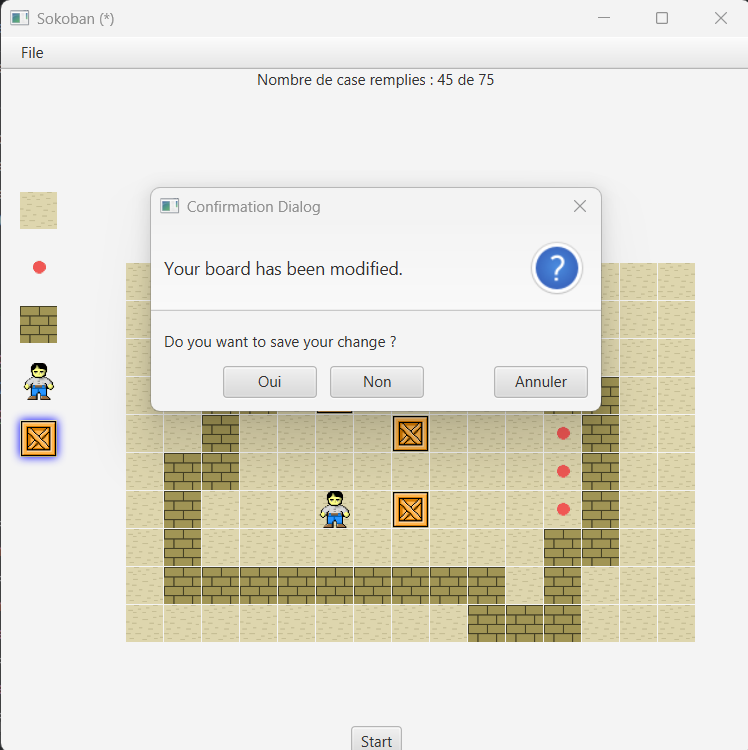 Sokoban (*)
File
Nombre de case remplies : 45 de 75
Confirmation Dialog
Your board has been modified.
?
Do you want to save your change ?
Oui Non Annuler
Start